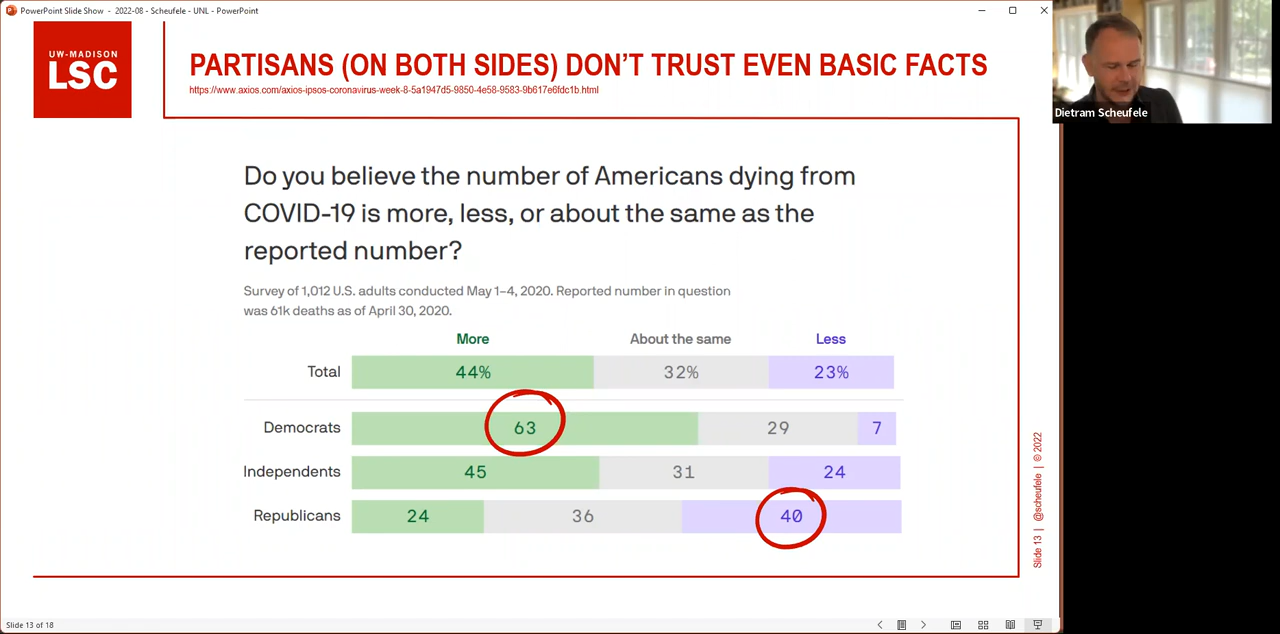 PowerPoint Slide Show - 2022-08 - Scheufele - UNL - PowerPoint
UW-MADISON
LSC
PARTISANS (ON BOTH SIDES) DON'T TRUST EVEN BASIC FACTS
https://www.axios.com/axios-ipsos-coronavirus-week-8-5a1947d5-9850-4e58-9583-9b617e6fdc1b.html
Dietram Scheufele
Do you believe the number of Americans dying from
COVID-19 is more, less, or about the same as the
reported number?
Survey of 1,012 U.S. adults conducted May 1–4, 2020. Reported number in question
was 61k deaths as of April 30, 2020.
More About the same Less
Total 44% 32% 23%
Democrats 63 29 7
Independents 45 31 24
Republicans 24 36 40
Slide 13 | @scheufele | © 2022
Slide 13 of 18